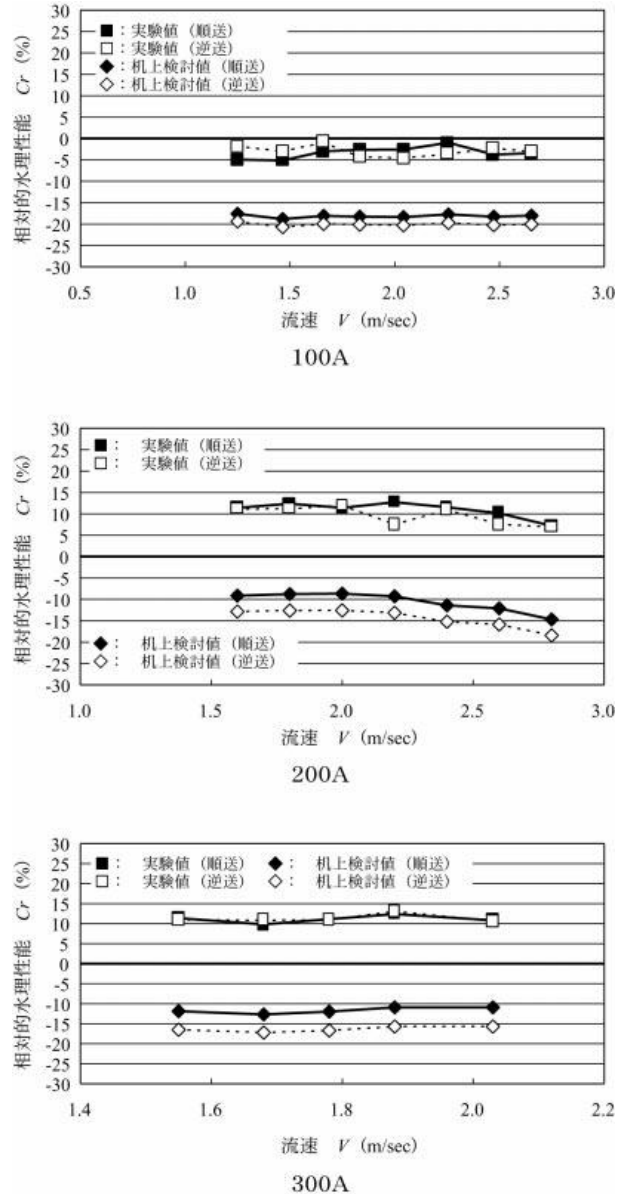 30
25
20
15
10
5
0
-5
-10
-15
-20
-25
-30
相対的水理性能 Cr (%)
■：実験値（順送）
□：実験値（逆送）
◆：机上検討値（順送）
◇：机上検討値（逆送）
0.5 1.0 1.5 2.0 2.5 3.0
流速 V (m/sec)
100A
30
25
20
15
10
5
0
-5
-10
-15
-20
-25
-30
相対的水理性能 Cr (%)
■： 実験値（順送）
□： 実験値（逆送）
◆： 机上検討値（順送）
◇： 机上検討値（逆送）
1.0 1.5 2.0 2.5 3.0
流速 V (m/sec)
200A
30
25
20
15
10
5
0
-5
-10
-15
-20
-25
-30
相対的水理性能 Cr (%)
■： 実験値（順送） ◆： 机上検討値（順送）
□： 実験値（逆送） ◇： 机上検討値（逆送）
1.4 1.6 1.8 2.0 2.2
流速 V (m/sec)
300A